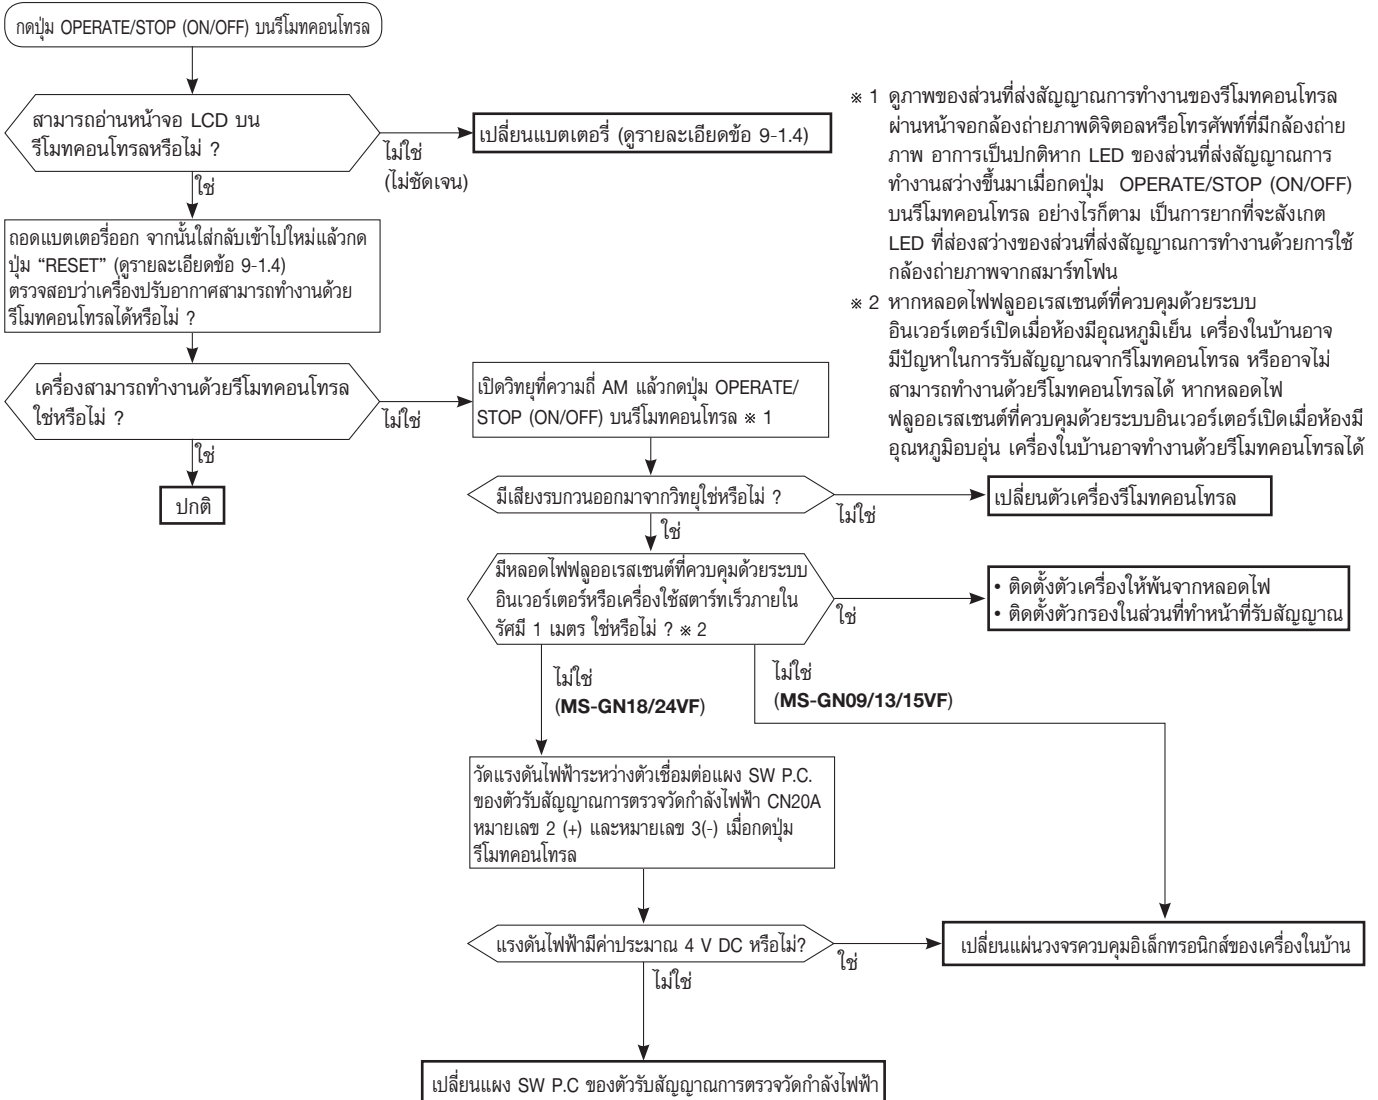 กดปุ่ม OPERATE/STOP (ON/OFF) บนรีโมทคอนโทรล
สามารถอ่านหน้าจอ LCD บน
รีโมทคอนโทรลหรือไม่ ?
ไม่ใช่
(ไม่ชัดเจน)
เปลี่ยนแบตเตอรี่ (ดูรายละเอียดข้อ 9-1.4)
ใช่
ถอดแบตเตอรี่ออก จากนั้นใส่กลับเข้าไปใหม่แล้วกด
ปุ่ม “RESET” (ดูรายละเอียดข้อ 9-1.4)
ตรวจสอบว่าเครื่องปรับอากาศสามารถทำงานด้วย
รีโมทคอนโทรลได้หรือไม่ ?
เครื่องสามารถทำงานด้วยรีโมทคอนโทรล
ใช่หรือไม่ ?
ไม่ใช่
ใช่
ปกติ
เปิดวิทยุที่ความถี่ AM แล้วกดปุ่ม OPERATE/
STOP (ON/OFF) บนรีโมทคอนโทรล ※ 1
มีเสียงรบกวนออกมาจากวิทยุใช่หรือไม่ ?
ไม่ใช่
เปลี่ยนตัวเครื่องรีโมทคอนโทรล
ใช่
มีหลอดไฟฟลูออเรสเซนต์ที่ควบคุมด้วยระบบ
อินเวอร์เตอร์หรือเครื่องใช้สตาร์ทเร็วภายใน
รัศมี 1 เมตร ใช่หรือไม่ ? ※ 2
ใช่
• ติดตั้งตัวเครื่องให้พ้นจากหลอดไฟ
• ติดตั้งตัวกรองในส่วนที่ทำหน้าที่รับสัญญาณ
ไม่ใช่
(MS-GN18/24VF)
ไม่ใช่
(MS-GN09/13/15VF)
วัดแรงดันไฟฟ้าระหว่างตัวเชื่อมต่อแผง SW P.C.
ของตัวรับสัญญาณการตรวจวัดกำลังไฟฟ้า CN20A
หมายเลข 2 (+) และหมายเลข 3(-) เมื่อกดปุ่ม
รีโมทคอนโทรล
แรงดันไฟฟ้ามีค่าประมาณ 4 V DC หรือไม่?
ใช่
เปลี่ยนแผ่นวงจรควบคุมอิเล็กทรอนิกส์ของเครื่องในบ้าน
ไม่ใช่
เปลี่ยนแผง SW P.C ของตัวรับสัญญาณการตรวจวัดกำลังไฟฟ้า
※ 1 ดูภาพของส่วนที่ส่งสัญญาณการทำงานของรีโมทคอนโทรล
ผ่านหน้าจอกล้องถ่ายภาพดิจิตอลหรือโทรศัพท์ที่มีกล้องถ่าย
ภาพ อาการเป็นปกติหาก LED ของส่วนที่ส่งสัญญาณการ
ทำงานสว่างขึ้นมาเมื่อกดปุ่ม OPERATE/STOP (ON/OFF)
บนรีโมทคอนโทรล อย่างไรก็ตาม เป็นการยากที่จะสังเกต
LED ที่ส่องสว่างของส่วนที่ส่งสัญญาณการทำงานด้วยการใช้
กล้องถ่ายภาพจากสมาร์ทโฟน
※ 2 หากหลอดไฟฟลูออเรสเซนต์ที่ควบคุมด้วยระบบ
อินเวอร์เตอร์เปิดเมื่อห้องมีอุณหภูมิเย็น เครื่องในบ้านอาจ
มีปัญหาในการรับสัญญาณจากรีโมทคอนโทรล หรืออาจไม่
สามารถทำงานด้วยรีโมทคอนโทรลได้ หากหลอดไฟ
ฟลูออเรสเซนต์ที่ควบคุมด้วยระบบอินเวอร์เตอร์เปิดเมื่อห้องมี
อุณหภูมิอบอุ่น เครื่องในบ้านอาจทำงานด้วยรีโมทคอนโทรลได้